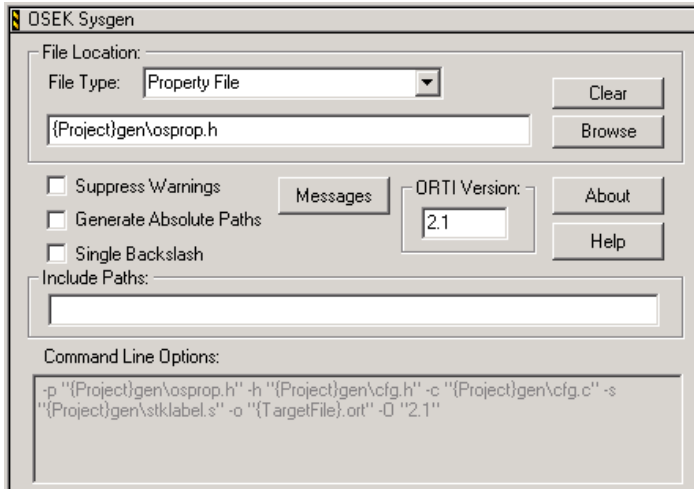 OSEK Sysgen
File Location:
File Type: Property File
Clear
{Project}gen\osprop.h
Browse
Suppress Warnings
Messages
ORTI Version:
About
Generate Absolute Paths
2.1
Help
Single Backslash
Include Paths:
Command Line Options:
-p "{Project}gen\osprop.h" -h "{Project}gen\cfg.h" -c "{Project}gen\cfg.c" -s
"{Project}gen\stklabel.s" -o "{TargetFile}.ort" -O "2.1"